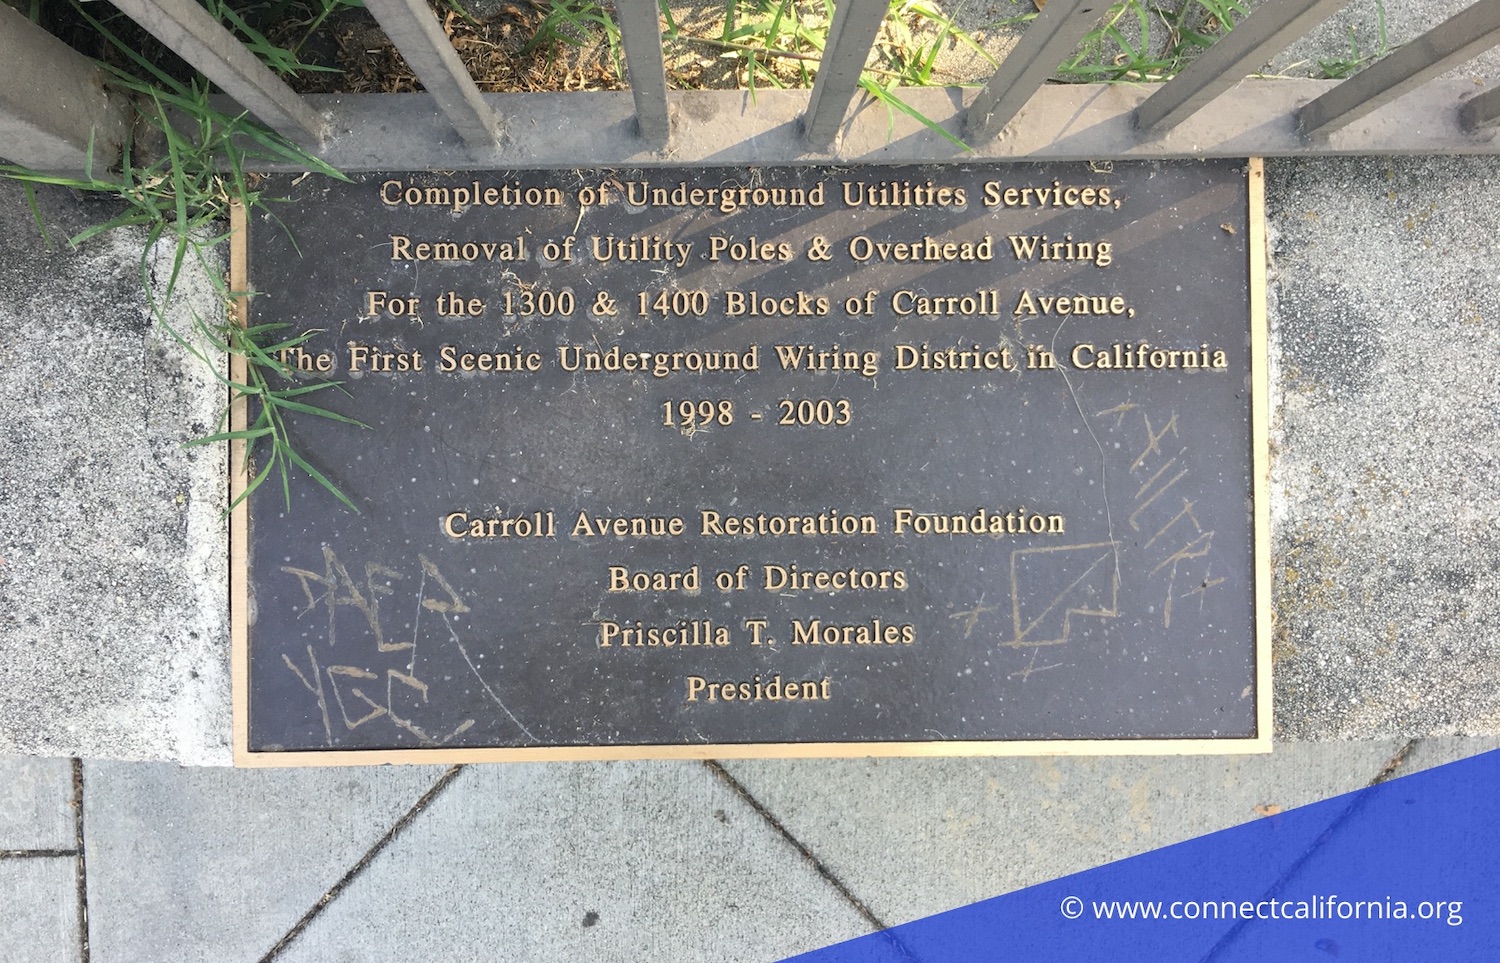 Completion of Underground Utilities Services,
Removal of Utility Poles & Overhead Wiring
For the 1300 & 1400 Blocks of Carroll Avenue,
The First Scenic Underground Wiring District in California
1998 - 2003
Carroll Avenue Restoration Foundation
Board of Directors
Priscilla T. Morales
President
© www.connectcalifornia.org